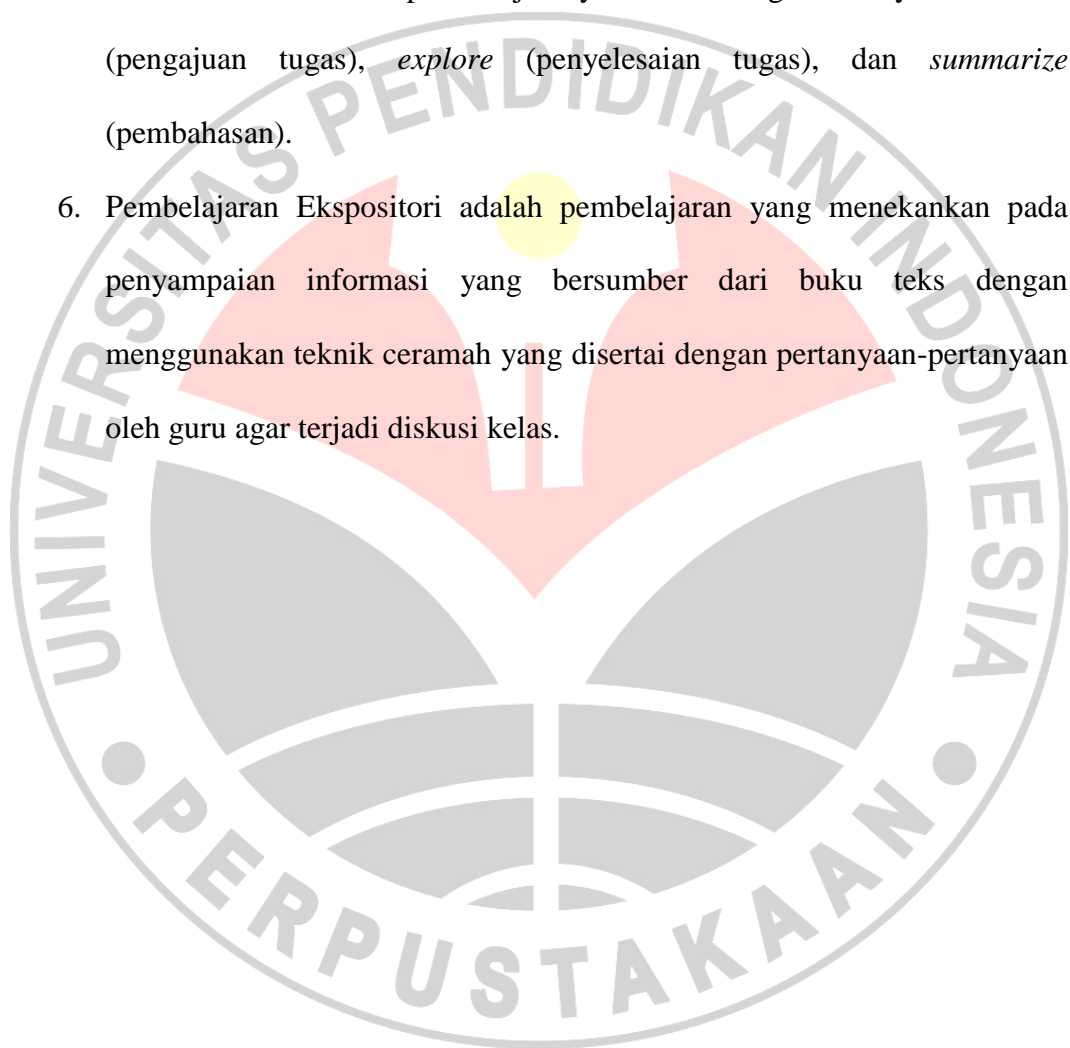 (pengajuan tugas), explore (penyelesaian tugas), dan summarize
(pembahasan).
6. Pembelajaran Ekspositori adalah pembelajaran yang menekankan pada
penyampaian informasi yang bersumber dari buku teks dengan
menggunakan teknik ceramah yang disertai dengan pertanyaan-pertanyaan
oleh guru agar terjadi diskusi kelas.
UNIVERSITAS PENDIDIKAN INDONESIA
PERPUSTAKAAN